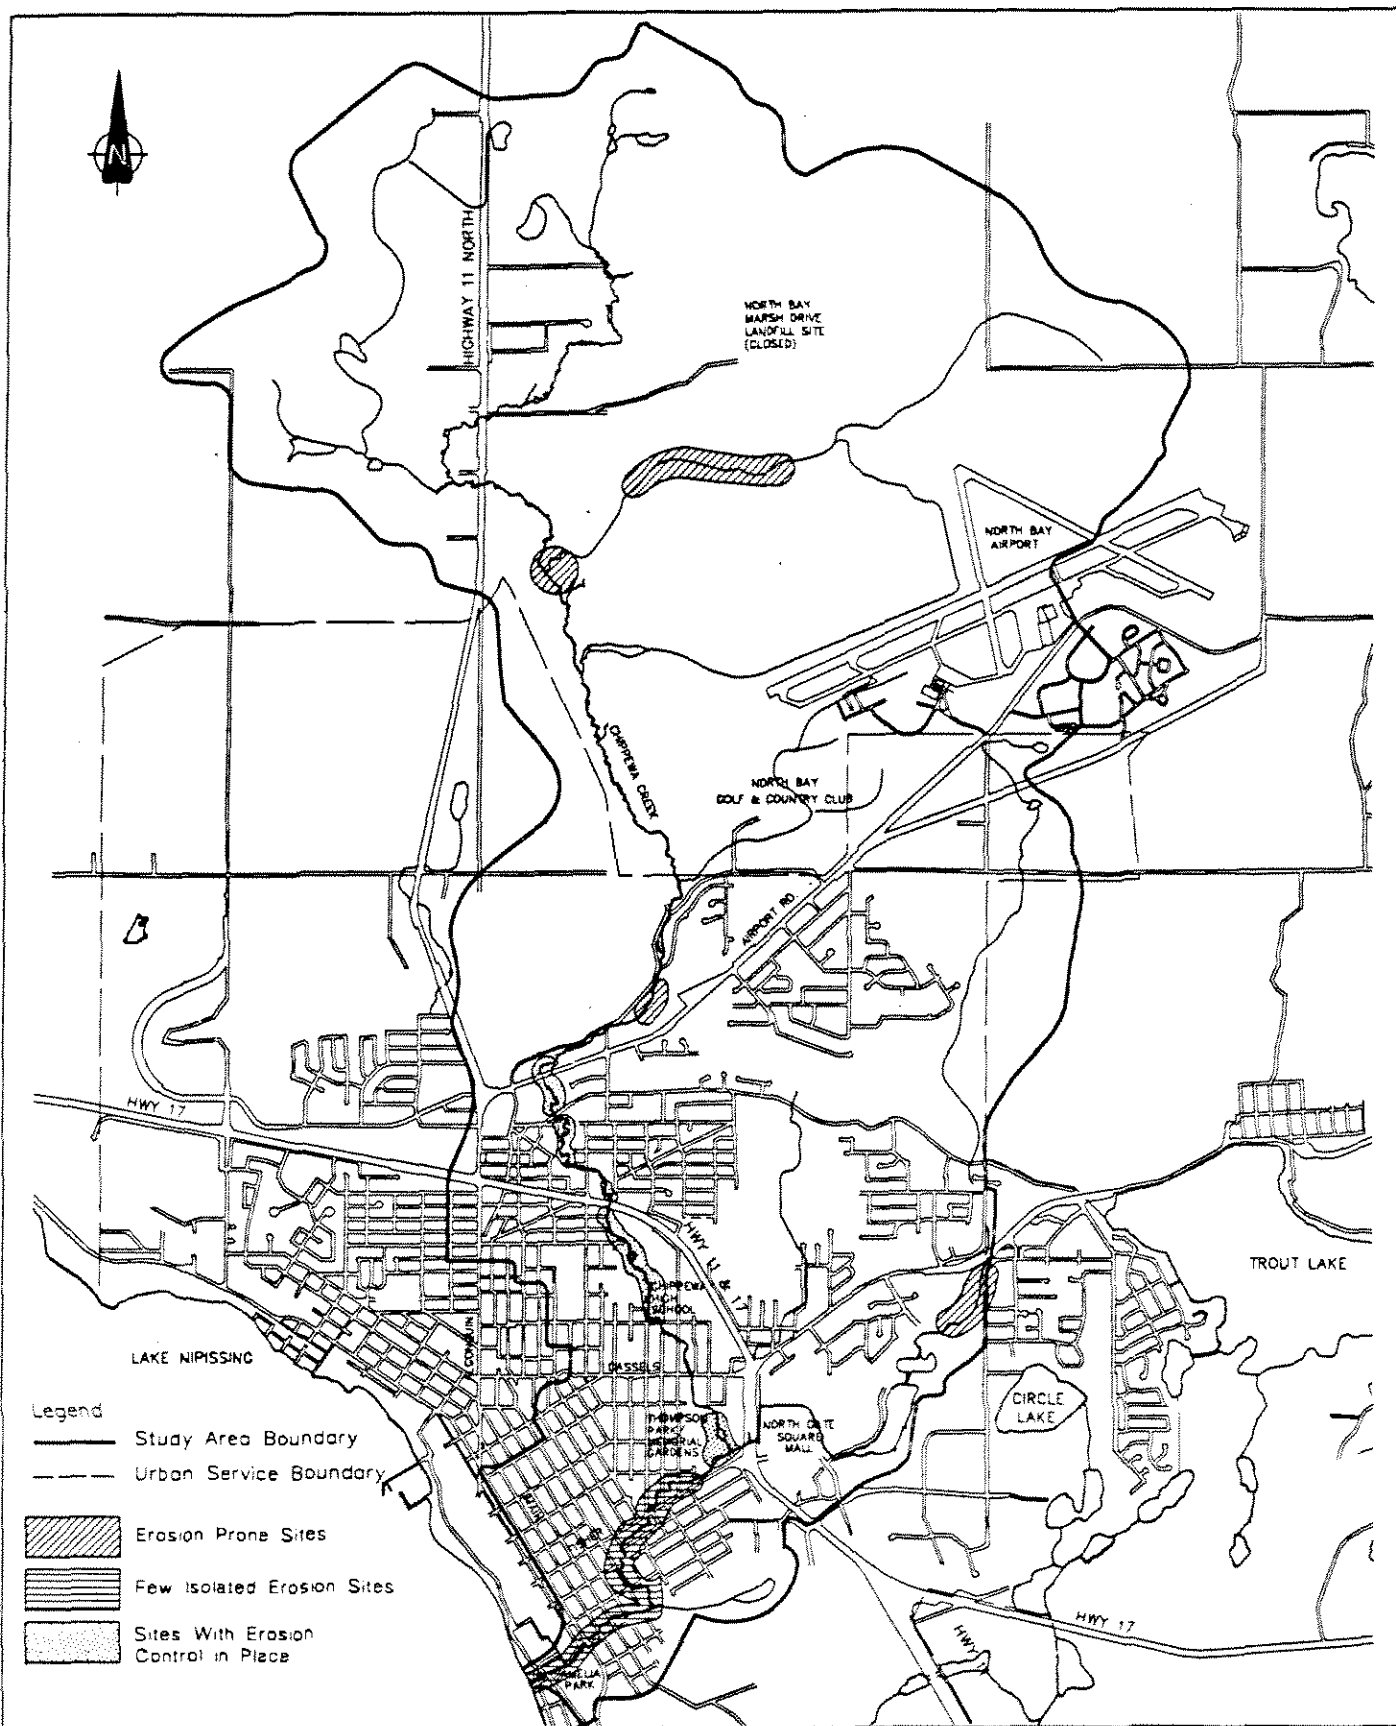 N
HIGHWAY 11 NORTH
NORTH BAY
MARSH DRIVE
LANDFILL SITE
(CLOSED)
NORTH BAY
AIRPORT
CHIPPEWA CREEK
NORTH BAY
GOLF & COUNTRY CLUB
AIRPORT RD.
HWY 17
HWY 11 & 17
TROUT LAKE
CHIPPEWA
HIGH
SCHOOL
LAKE NIPISSING
ALGONQUIN
CASSELS
CIRCLE
LAKE
THOMPSON
PARK/
MEMORIAL
GARDENS
NORTH GATE
SQUARE
MALL
Legend
Study Area Boundary
Urban Service Boundary
Erosion Prone Sites
Few Isolated Erosion Sites
Sites With Erosion
Control in Place
HWY 17
HWY
AMELIA
PARK